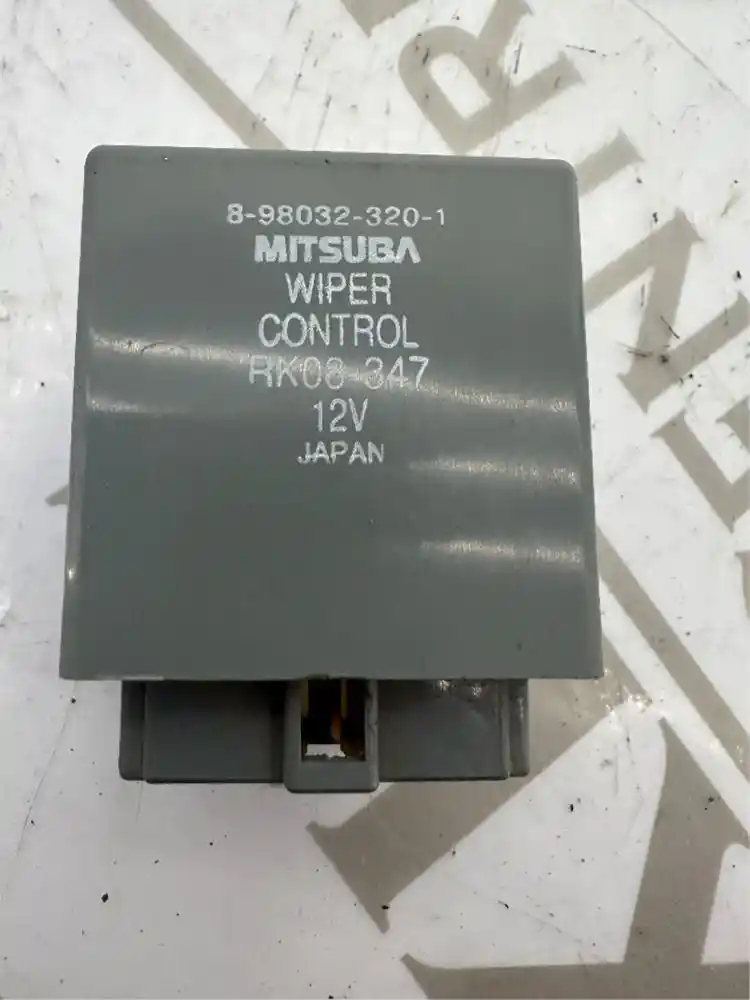 8-98032-320-1
MITSUBA
WIPER
CONTROL
RK08-347
12V
JAPAN